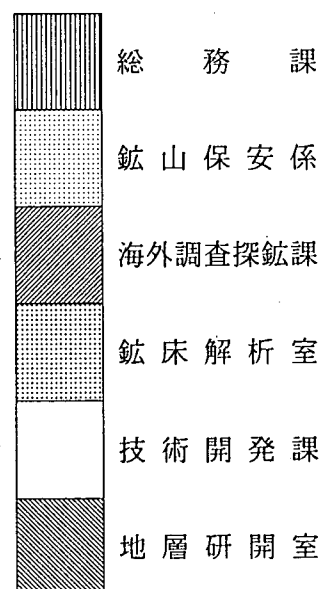 総務課
鉱山保安係
海外調査探鉱課
鉱床解析室
技術開発課
地層研開室